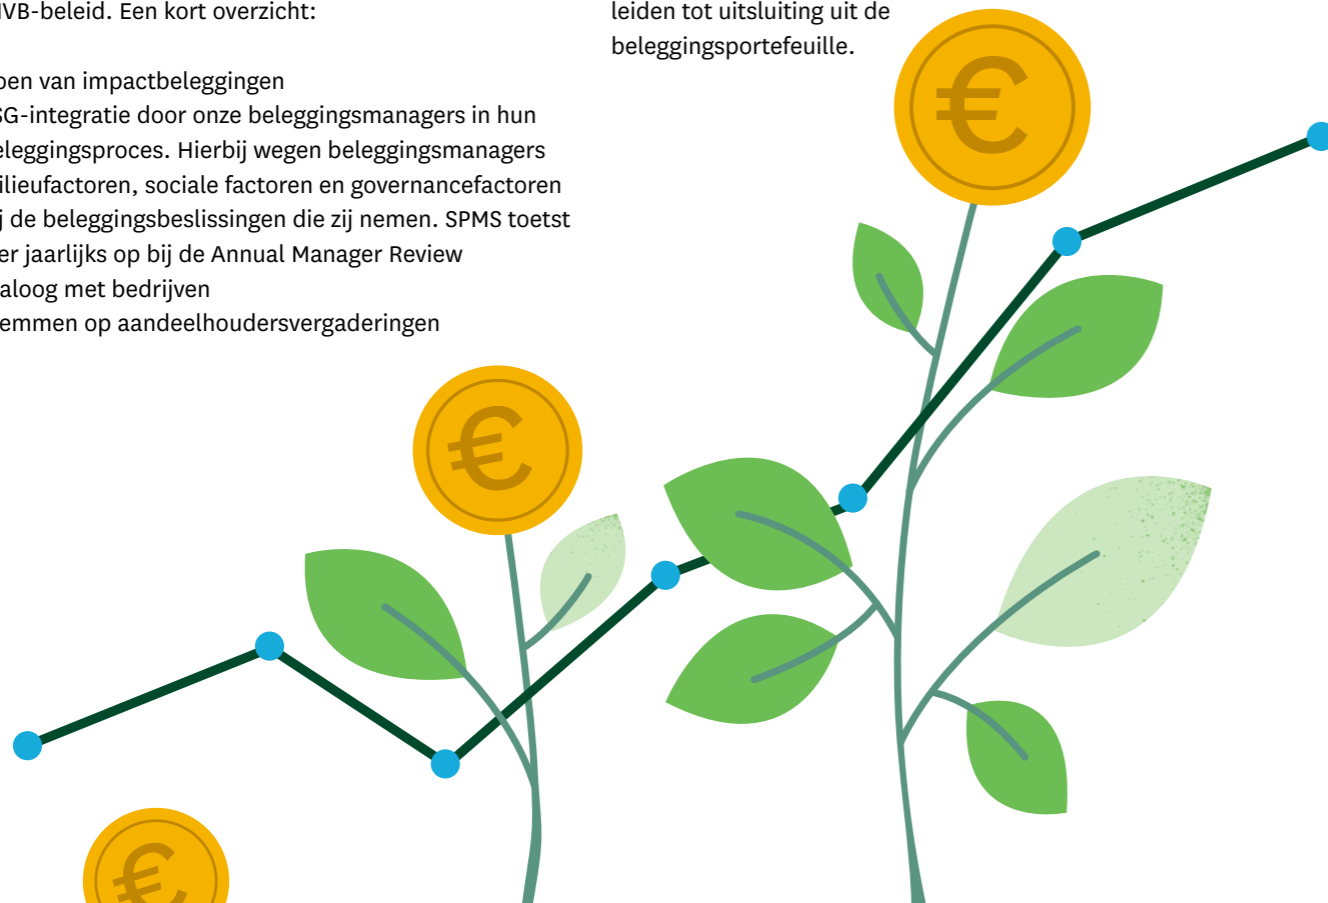 VB-beleid. Een kort overzicht:
oen van impactbeleggingen
SG-integratie door onze beleggingsmanagers in hun
eleggingsproces. Hierbij wegen beleggingsmanagers
ilieufactoren, sociale factoren en governancefactoren
j de beleggingsbeslissingen die zij nemen. SPMS toetst
er jaarlijks op bij de Annual Manager Review
aloog met bedrijven
emmen op aandeelhoudersvergaderingen
leiden tot uitsluiting uit de
beleggingsportefeuille.
€
€
€